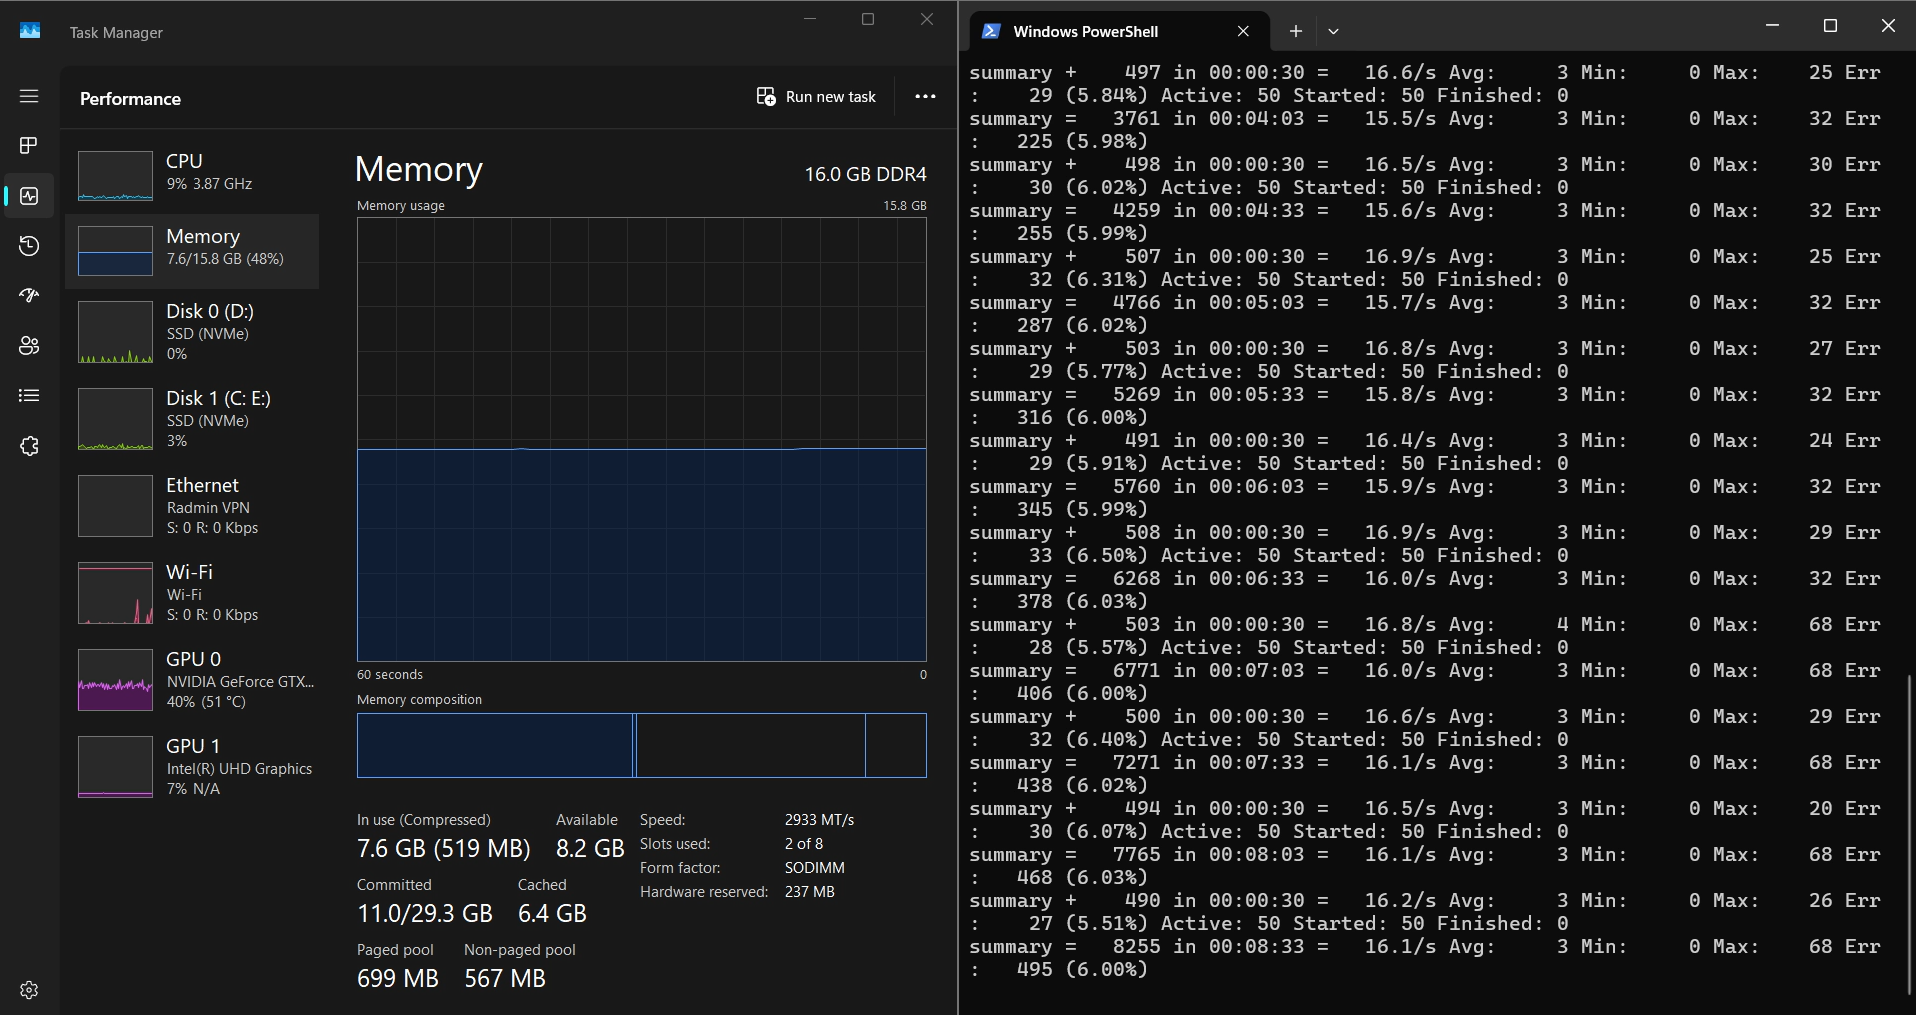 Task Manager
Performance
Run new task
CPU
9% 3.87 GHz
Memory
7.6/15.8 GB (48%)
Disk 0 (D:)
SSD (NVMe)
0%
Disk 1 (C: E:)
SSD (NVMe)
3%
Ethernet
Radmin VPN
S: 0 R: 0 Kbps
Wi-Fi
Wi-Fi
S: 0 R: 0 Kbps
GPU 0
NVIDIA GeForce GTX...
40% (51 °C)
GPU 1
Intel(R) UHD Graphics
7% N/A
Memory 16.0 GB DDR4
Memory usage 15.8 GB
60 seconds 0
Memory composition
In use (Compressed) Available
7.6 GB (519 MB) 8.2 GB
Committed Cached
11.0/29.3 GB 6.4 GB
Paged pool Non-paged pool
699 MB 567 MB
Speed: 2933 MT/s
Slots used: 2 of 8
Form factor: SODIMM
Hardware reserved: 237 MB
Windows PowerShell
summary + 497 in 00:00:30 = 16.6/s Avg: 3 Min: 0 Max: 25 Err
: 29 (5.84%) Active: 50 Started: 50 Finished: 0
summary = 3761 in 00:04:03 = 15.5/s Avg: 3 Min: 0 Max: 32 Err
: 225 (5.98%)
summary + 498 in 00:00:30 = 16.5/s Avg: 3 Min: 0 Max: 30 Err
: 30 (6.02%) Active: 50 Started: 50 Finished: 0
summary = 4259 in 00:04:33 = 15.6/s Avg: 3 Min: 0 Max: 32 Err
: 255 (5.99%)
summary + 507 in 00:00:30 = 16.9/s Avg: 3 Min: 0 Max: 25 Err
: 32 (6.31%) Active: 50 Started: 50 Finished: 0
summary = 4766 in 00:05:03 = 15.7/s Avg: 3 Min: 0 Max: 32 Err
: 287 (6.02%)
summary + 503 in 00:00:30 = 16.8/s Avg: 3 Min: 0 Max: 27 Err
: 29 (5.77%) Active: 50 Started: 50 Finished: 0
summary = 5269 in 00:05:33 = 15.8/s Avg: 3 Min: 0 Max: 32 Err
: 316 (6.00%)
summary + 491 in 00:00:30 = 16.4/s Avg: 3 Min: 0 Max: 24 Err
: 29 (5.91%) Active: 50 Started: 50 Finished: 0
summary = 5760 in 00:06:03 = 15.9/s Avg: 3 Min: 0 Max: 32 Err
: 345 (5.99%)
summary + 508 in 00:00:30 = 16.9/s Avg: 3 Min: 0 Max: 29 Err
: 33 (6.50%) Active: 50 Started: 50 Finished: 0
summary = 6268 in 00:06:33 = 16.0/s Avg: 3 Min: 0 Max: 32 Err
: 378 (6.03%)
summary + 503 in 00:00:30 = 16.8/s Avg: 4 Min: 0 Max: 68 Err
: 28 (5.57%) Active: 50 Started: 50 Finished: 0
summary = 6771 in 00:07:03 = 16.0/s Avg: 3 Min: 0 Max: 68 Err
: 406 (6.00%)
summary + 500 in 00:00:30 = 16.6/s Avg: 3 Min: 0 Max: 29 Err
: 32 (6.40%) Active: 50 Started: 50 Finished: 0
summary = 7271 in 00:07:33 = 16.1/s Avg: 3 Min: 0 Max: 68 Err
: 438 (6.02%)
summary + 494 in 00:00:30 = 16.5/s Avg: 3 Min: 0 Max: 20 Err
: 30 (6.07%) Active: 50 Started: 50 Finished: 0
summary = 7765 in 00:08:03 = 16.1/s Avg: 3 Min: 0 Max: 68 Err
: 468 (6.03%)
summary + 490 in 00:00:30 = 16.2/s Avg: 3 Min: 0 Max: 26 Err
: 27 (5.51%) Active: 50 Started: 50 Finished: 0
summary = 8255 in 00:08:33 = 16.1/s Avg: 3 Min: 0 Max: 68 Err
: 495 (6.00%)